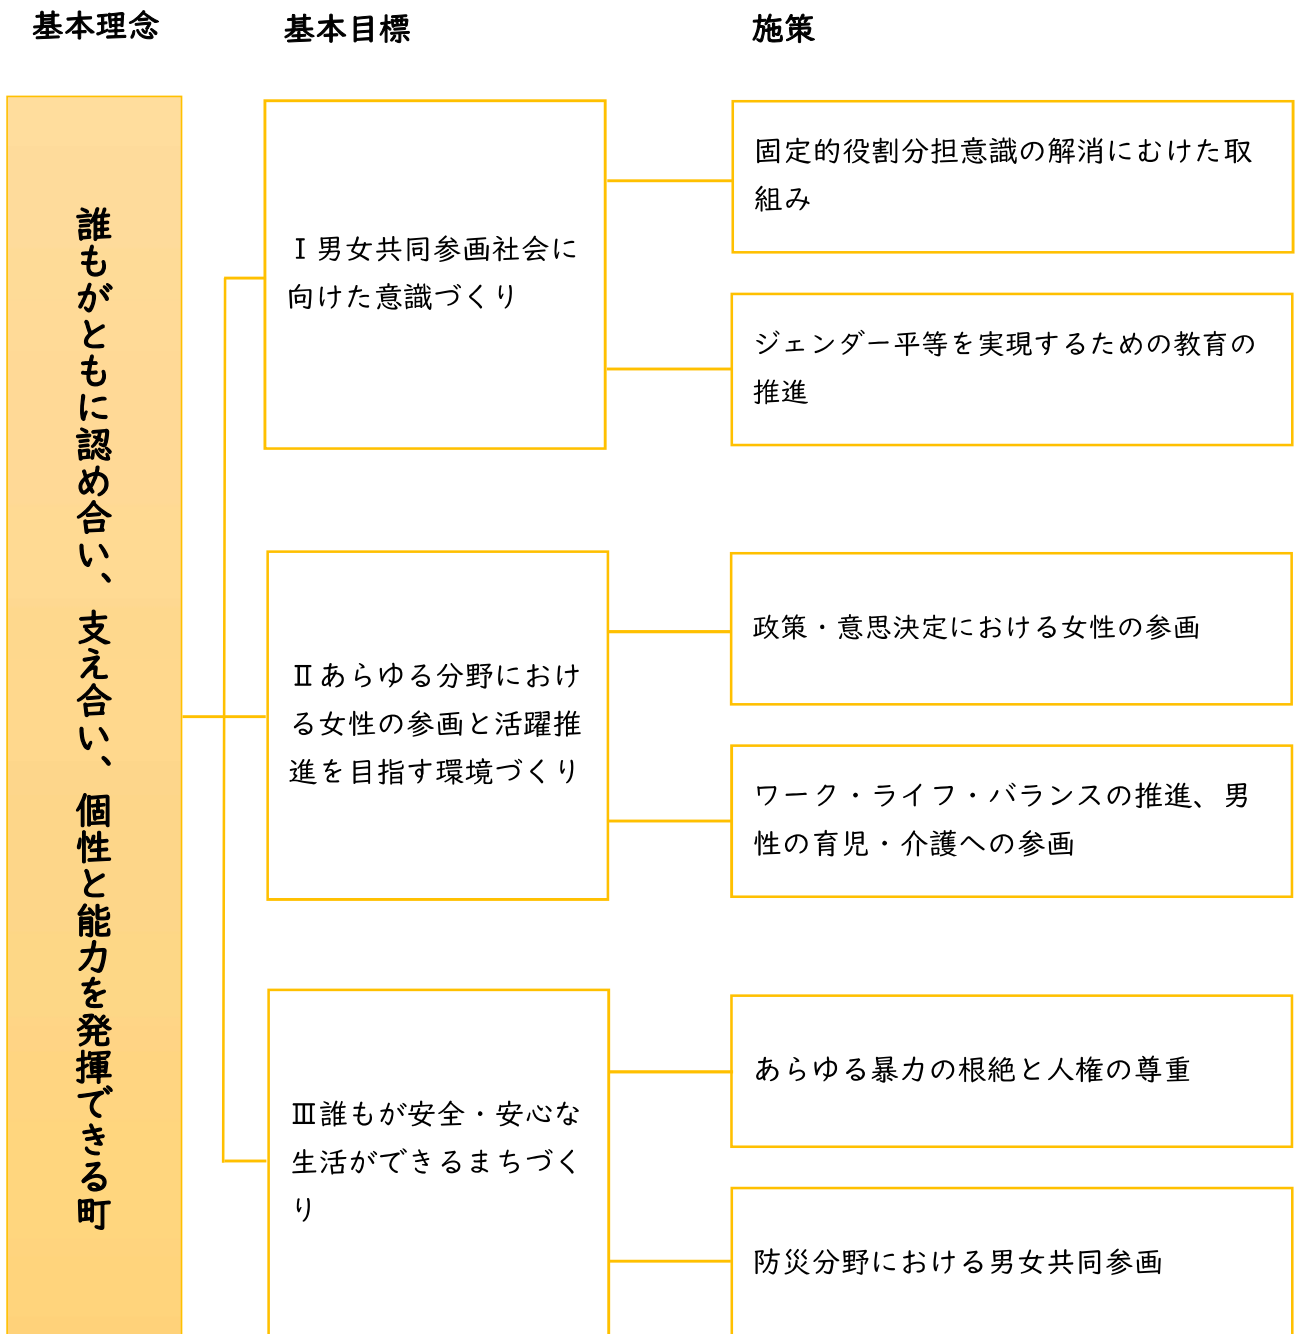 基本理念
基本目標
施策
誰もがともに認め合い、支え合い、個性と能力を発揮できる町
Ⅰ男女共同参画社会に
向けた意識づくり
固定的役割分担意識の解消にむけた取
組み
ジェンダー平等を実現するための教育の
推進
Ⅱあらゆる分野におけ
る女性の参画と活躍推
進を目指す環境づくり
政策・意思決定における女性の参画
ワーク・ライフ・バランスの推進、男
性の育児・介護への参画
Ⅲ誰もが安全・安心な
生活ができるまちづく
り
あらゆる暴力の根絶と人権の尊重
防災分野における男女共同参画